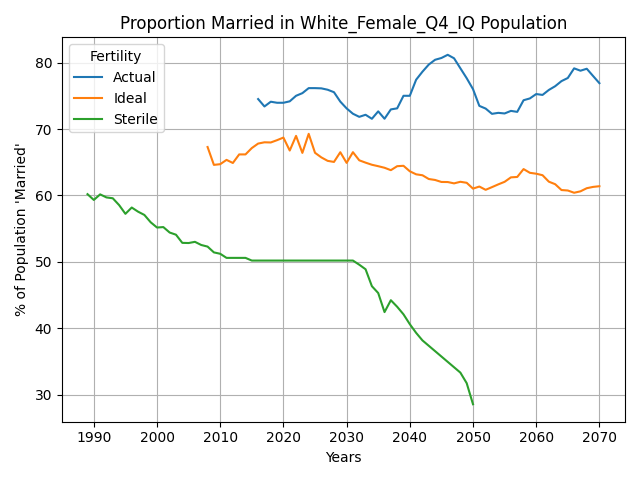 Proportion Married in White_Female_Q4_IQ Population
Fertility
Actual
Ideal
Sterile
% of Population 'Married'
80
70
60
50
40
30
1990 2000 2010 2020 2030 2040 2050 2060 2070
Years